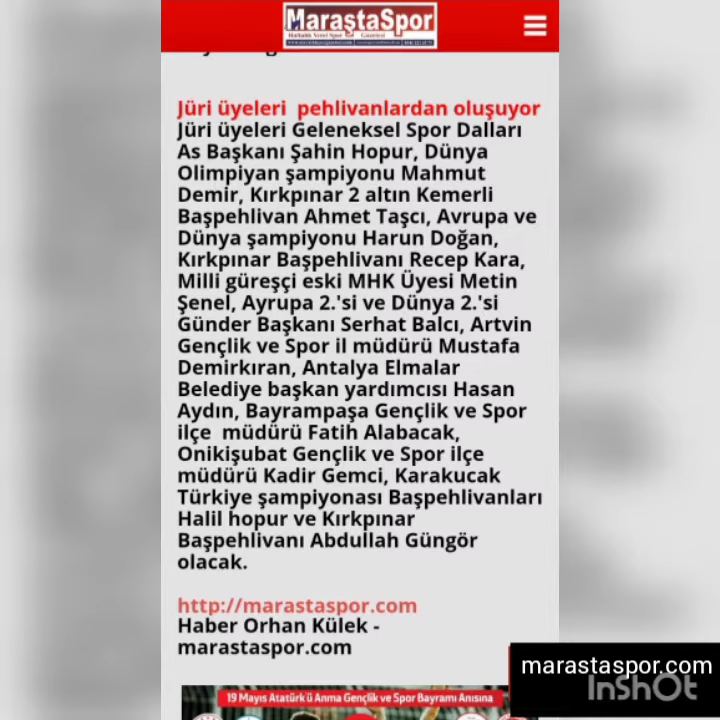 MaraştaSpor
Jüri üyeleri pehlivanlardan oluşuyor
Jüri üyeleri Geleneksel Spor Dalları
As Başkanı Şahin Hopur, Dünya
Olimpiyan şampiyonu Mahmut
Demir, Kırkpınar 2 altın Kemerli
Başpehlivan Ahmet Taşcı, Avrupa ve
Dünya şampiyonu Harun Doğan,
Kırkpınar Başpehlivanı Recep Kara,
Milli güreşçi eski MHK Üyesi Metin
Şenel, Ayrupa 2.'si ve Dünya 2.'si
Günder Başkanı Serhat Balcı, Artvin
Gençlik ve Spor il müdürü Mustafa
Demirkıran, Antalya Elmalar
Belediye başkan yardımcısı Hasan
Aydın, Bayrampaşa Gençlik ve Spor
ilçe müdürü Fatih Alabacak,
Onikişubat Gençlik ve Spor ilçe
müdürü Kadir Gemci, Karakucak
Türkiye şampiyonası Başpehlivanları
Halil hopur ve Kırkpınar
Başpehlivanı Abdullah Güngör
olacak.
http://marastaspor.com
Haber Orhan Külek -
marastaspor.com
marastaspor.com
InShOt
19 Mayıs Atatürk ü Anma Gençlik ve Spor Bayramı Anısına